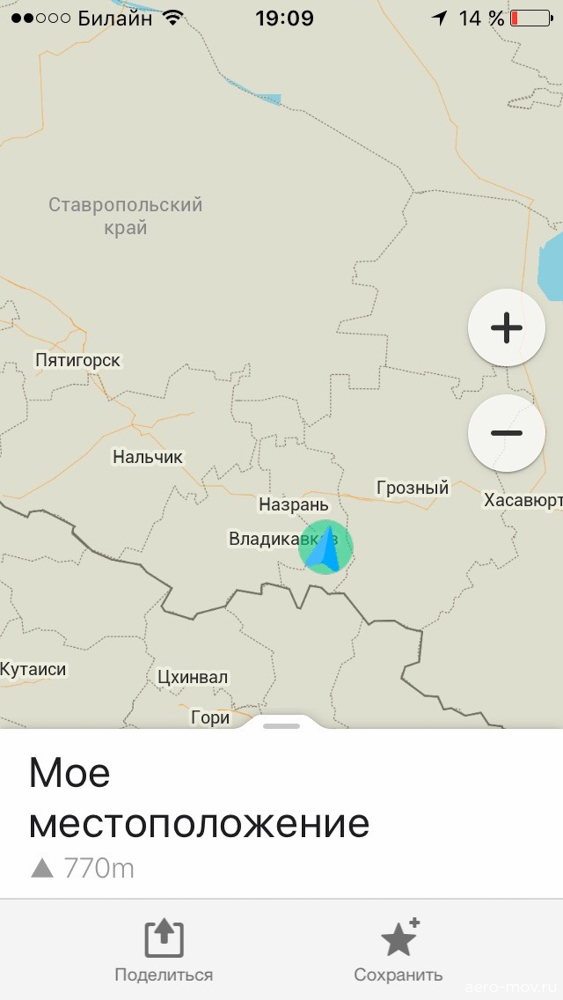 Билайн 19:09 14 %
Ставропольский
край
Пятигорск
Нальчик
Грозный
Хасавюрт
Назрань
Владикавказ
Кутаиси
Цхинвал
Гори
Мое
местоположение
770m
Поделиться Сохранить
aero-mov.ru